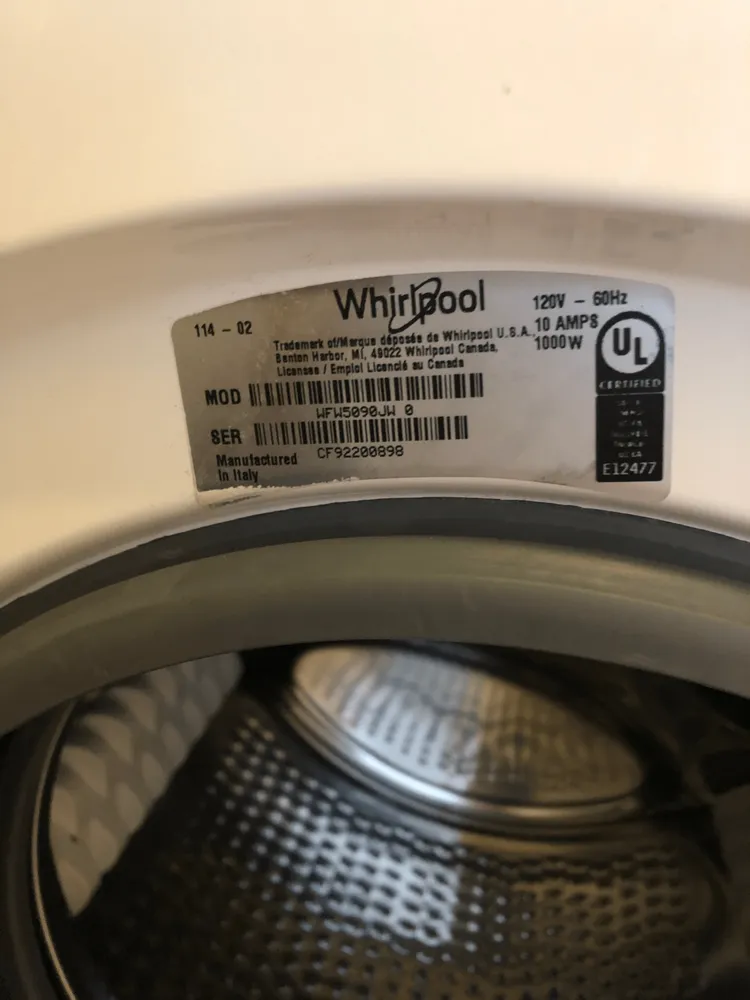 114 - 02
Whirlpool
120V - 60Hz
10 AMPS
1000W
Trademark of/Marque déposée de Whirlpool U.S.A.,
Benton Harbor, MI, 49022 Whirlpool Canada,
Licensee / Emploi Licencié au Canada
UL
CERTIFIED
MOD
WFW5090JW 0
SER
CF92200898
Manufactured
In Italy
E12477